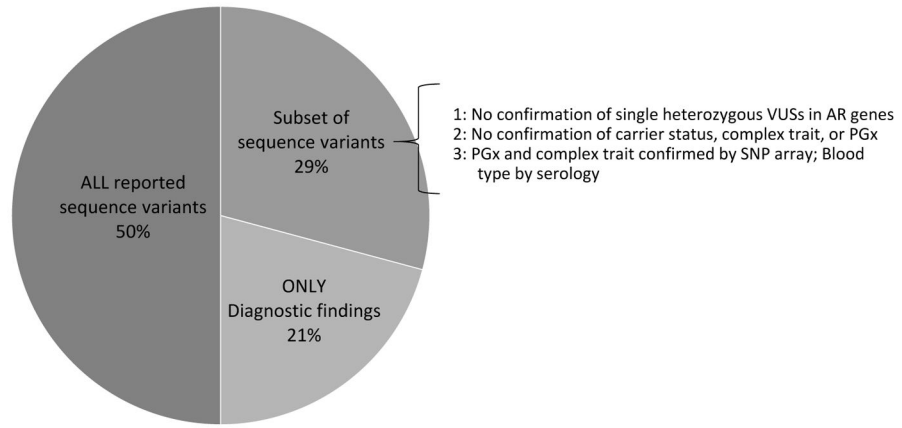 Subset of
sequence variants
29%
1: No confirmation of single heterozygous VUSs in AR genes
2: No confirmation of carrier status, complex trait, or PGx
3: PGx and complex trait confirmed by SNP array; Blood
type by serology
ALL reported
sequence variants
50%
ONLY
Diagnostic findings
21%